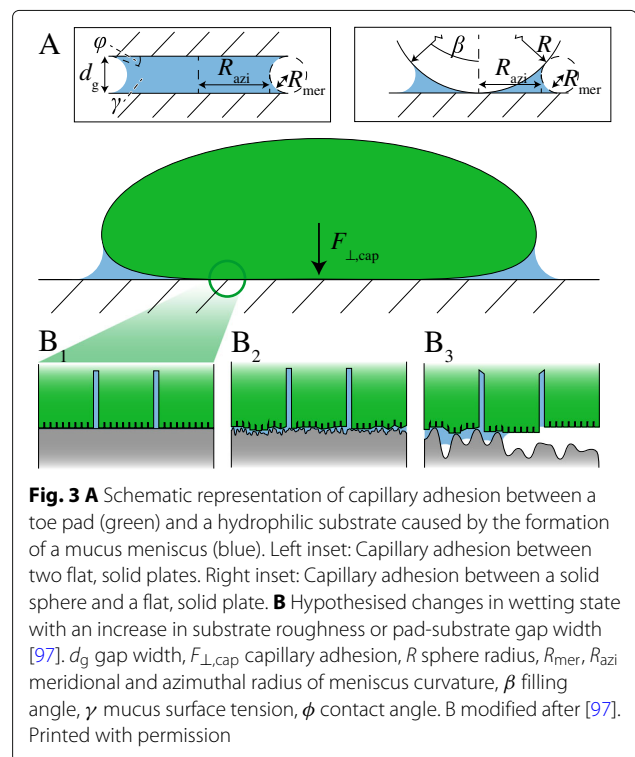 A
φ
d_g
γ
R_azi
R_mer
β
R
R_azi
R_mer
F_⊥,cap
B_1
B_2
B_3
Fig. 3 A Schematic representation of capillary adhesion between a
toe pad (green) and a hydrophilic substrate caused by the formation
of a mucus meniscus (blue). Left inset: Capillary adhesion between
two flat, solid plates. Right inset: Capillary adhesion between a solid
sphere and a flat, solid plate. B Hypothesised changes in wetting state
with an increase in substrate roughness or pad-substrate gap width
[97]. d_g gap width, F_⊥,cap capillary adhesion, R sphere radius, R_mer, R_azi
meridional and azimuthal radius of meniscus curvature, β filling
angle, γ mucus surface tension, ϕ contact angle. B modified after [97].
Printed with permission